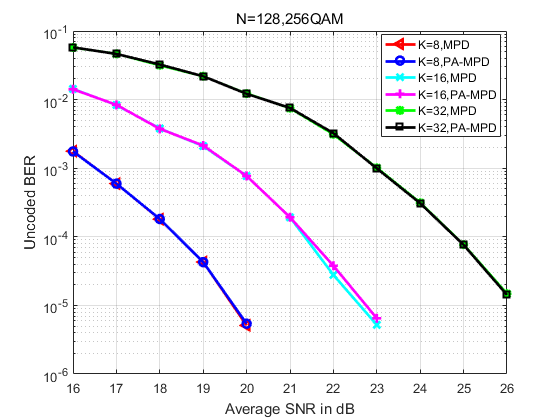 N=128,256QAM
K=8,MPD
K=8,PA-MPD
K=16,MPD
K=16,PA-MPD
K=32,MPD
K=32,PA-MPD
Uncoded BER
10^-1
10^-2
10^-3
10^-4
10^-5
10^-6
16 17 18 19 20 21 22 23 24 25 26
Average SNR in dB